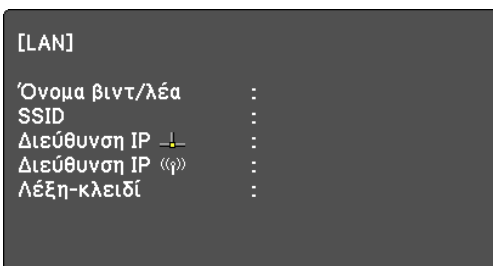 [LAN]
Όνομα βιντ/λέα :
SSID :
Διεύθυνση IP :
Διεύθυνση IP :
Λέξη-κλειδί :